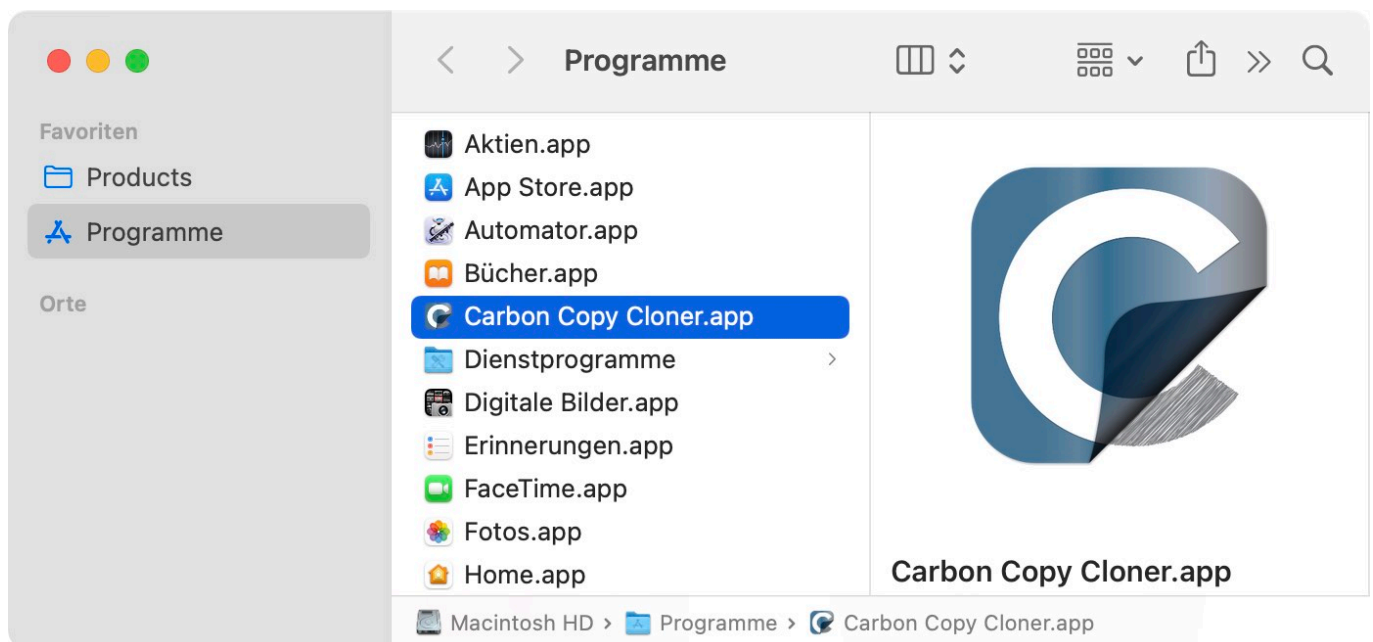 Programme
Favoriten
Products
Programme
Orte
Aktien.app
App Store.app
Automator.app
Bücher.app
Carbon Copy Cloner.app
Dienstprogramme
Digitale Bilder.app
Erinnerungen.app
FaceTime.app
Fotos.app
Home.app
Carbon Copy Cloner.app
Macintosh HD › Programme › Carbon Copy Cloner.app